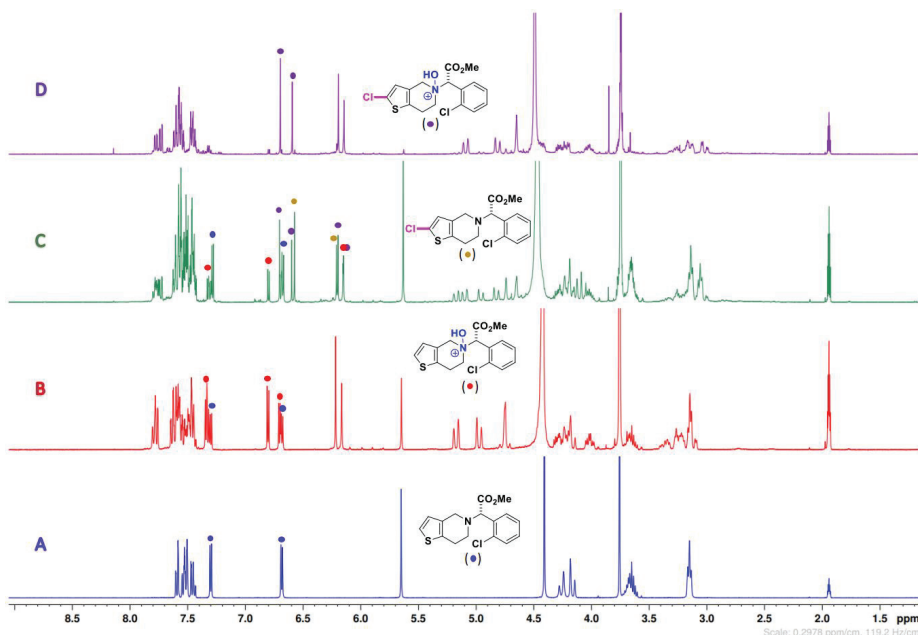 D
HO
CO₂Me
Cl
N
⊕
S
Cl
(●)
C
CO₂Me
Cl
N
S
Cl
(●)
B
HO
CO₂Me
N
⊕
S
Cl
(●)
A
CO₂Me
N
S
Cl
(●)
8.5 8.0 7.5 7.0 6.5 6.0 5.5 5.0 4.5 4.0 3.5 3.0 2.5 2.0 1.5 ppm
Scale: 0.2978 ppm/cm, 119.2 Hz/cm